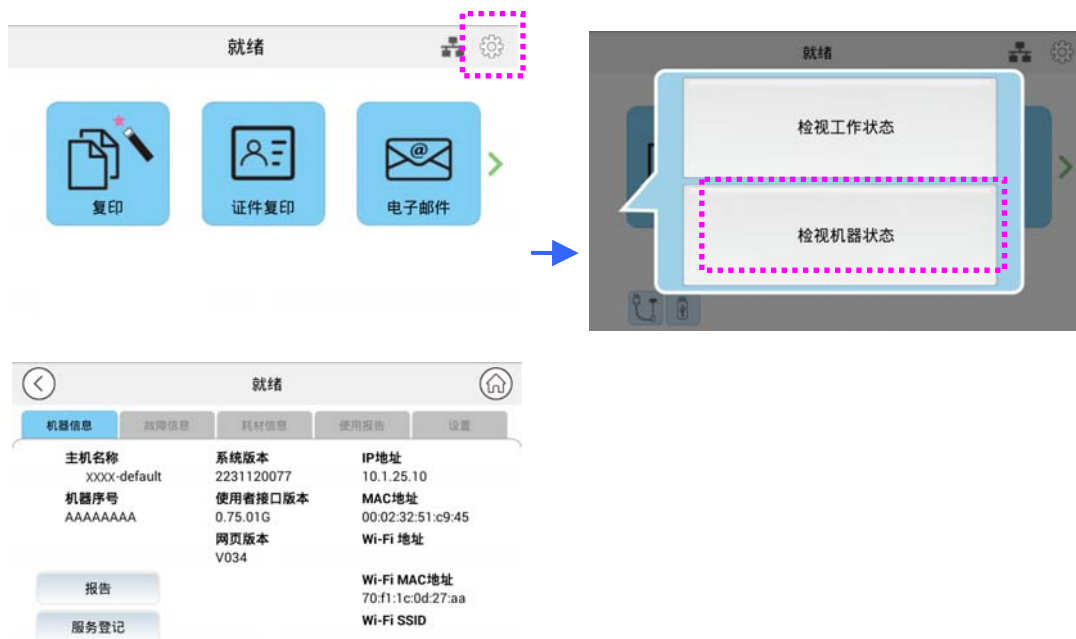 就绪
复印
证件复印
@
电子邮件
就绪
检视工作状态
检视机器状态
就绪
机器信息
故障信息
耗材信息
使用报告
设置
主机名称
XXXX-default
机器序号
AAAAAAAA
报告
服务登记
系统版本
2231120077
使用者接口版本
0.75.01G
网页版本
V034
IP地址
10.1.25.10
MAC地址
00:02:32:51:c9:45
Wi-Fi 地址
Wi-Fi MAC地址
70:f1:1c:0d:27:aa
Wi-Fi SSID